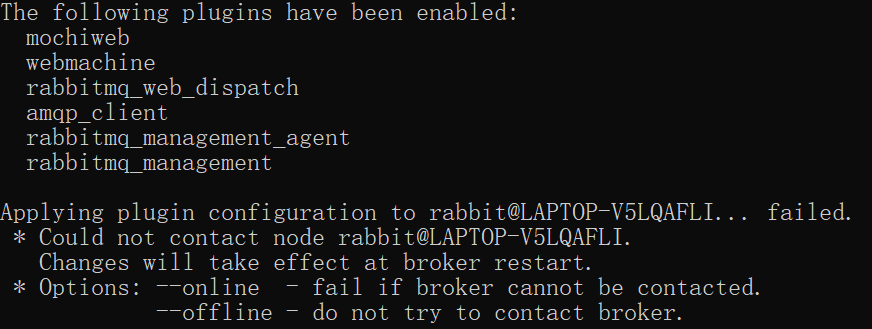 The following plugins have been enabled:
  mochiweb
  webmachine
  rabbitmq_web_dispatch
  amqp_client
  rabbitmq_management_agent
  rabbitmq_management

Applying plugin configuration to rabbit@LAPTOP-V5LQAFLI... failed.
 * Could not contact node rabbit@LAPTOP-V5LQAFLI.
   Changes will take effect at broker restart.
 * Options: --online  - fail if broker cannot be contacted.
            --offline - do not try to contact broker.